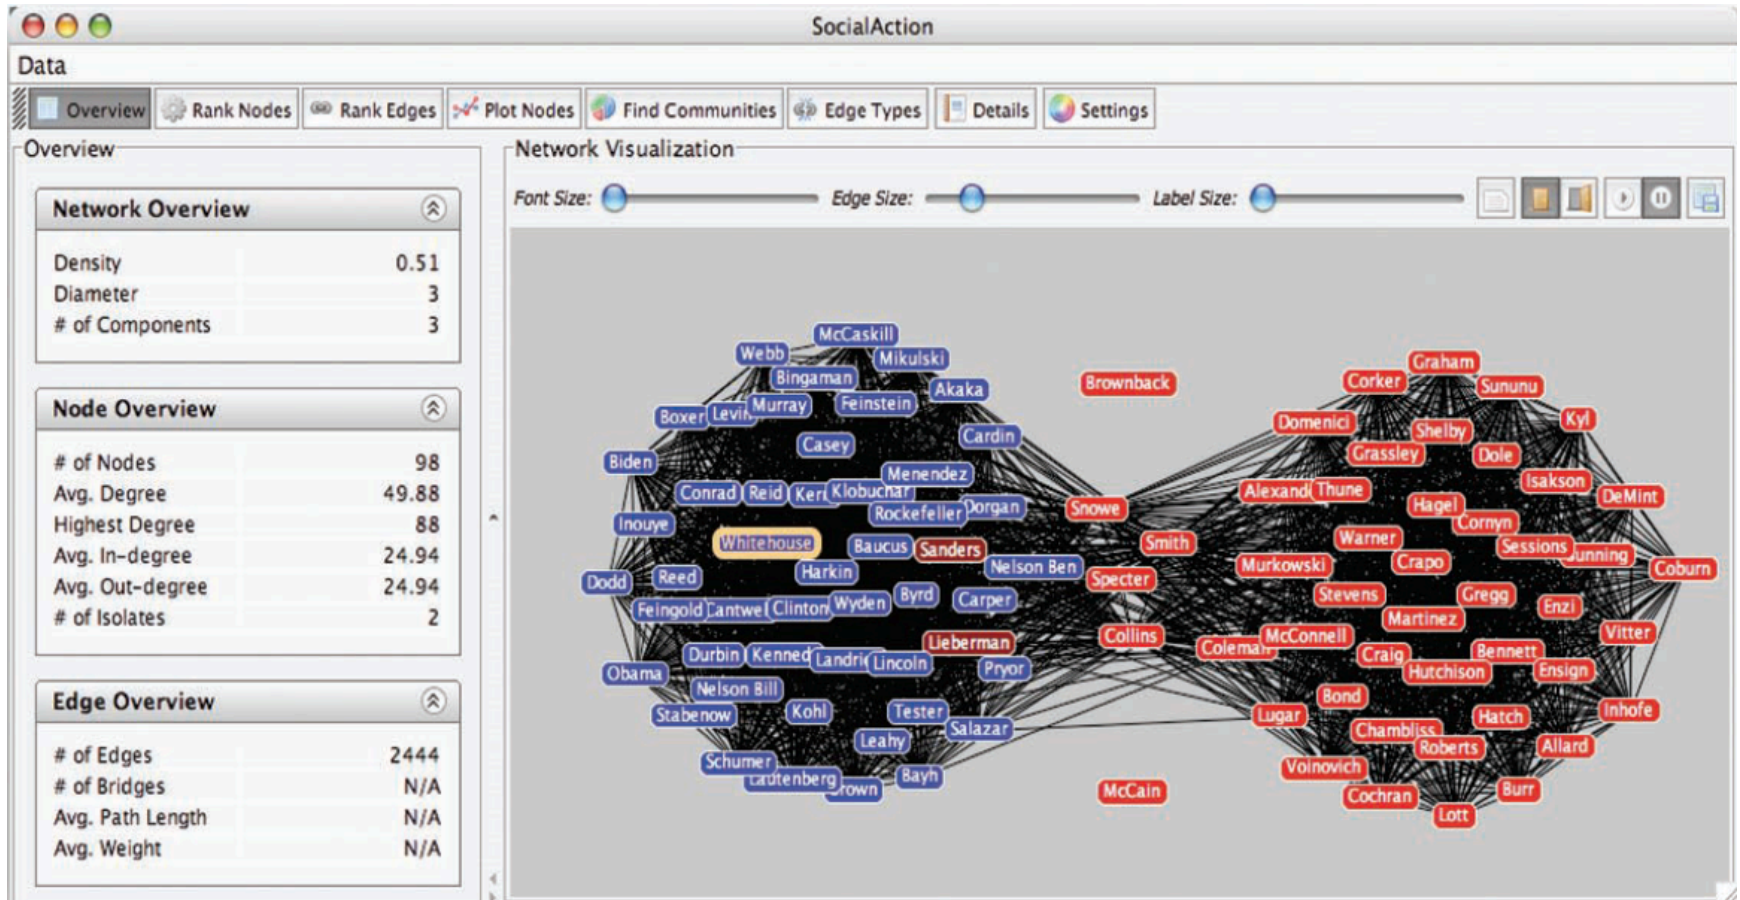 SocialAction
Data
Overview Rank Nodes Rank Edges Plot Nodes Find Communities Edge Types Details Settings
Overview
Network Overview
Density 0.51
Diameter 3
# of Components 3
Node Overview
# of Nodes 98
Avg. Degree 49.88
Highest Degree 88
Avg. In-degree 24.94
Avg. Out-degree 24.94
# of Isolates 2
Edge Overview
# of Edges 2444
# of Bridges N/A
Avg. Path Length N/A
Avg. Weight N/A
Network Visualization
Font Size: Edge Size: Label Size:
McCaskill
Webb
Mikulski
Bingaman
Akaka
Murray
Feinstein
Boxer
Levin
Casey
Cardin
Biden
Menendez
Conrad
Reid
Klobuchar
Rockefeller
Dorgan
Inouye
Whitehouse
Baucus
Sanders
Harkin
Nelson Ben
Dodd
Reed
Feingold
Cantwel
Clinton
Wyden
Byrd
Carper
Lieberman
Durbin
Kenned
Landrie
Lincoln
Pryor
Obama
Nelson Bill
Stabenow
Kohl
Tester
Salazar
Leahy
Schumer
Lautenberg
Bayh
Brownback
Snowe
Smith
Specter
Collins
McCain
Graham
Corker
Sununu
Domenici
Shelby
Kyl
Grassley
Dole
Alexand
Thune
Isakson
DeMint
Hagel
Cornyn
Warner
Sessions
Crapo
Murkowski
Coburn
Stevens
Gregg
Enzi
Martinez
McConnell
Vitter
Coleman
Craig
Bennett
Hutchison
Ensign
Bond
Lugar
Hatch
Inhofe
Chambliss
Roberts
Allard
Voinovich
Cochran
Burr
Lott